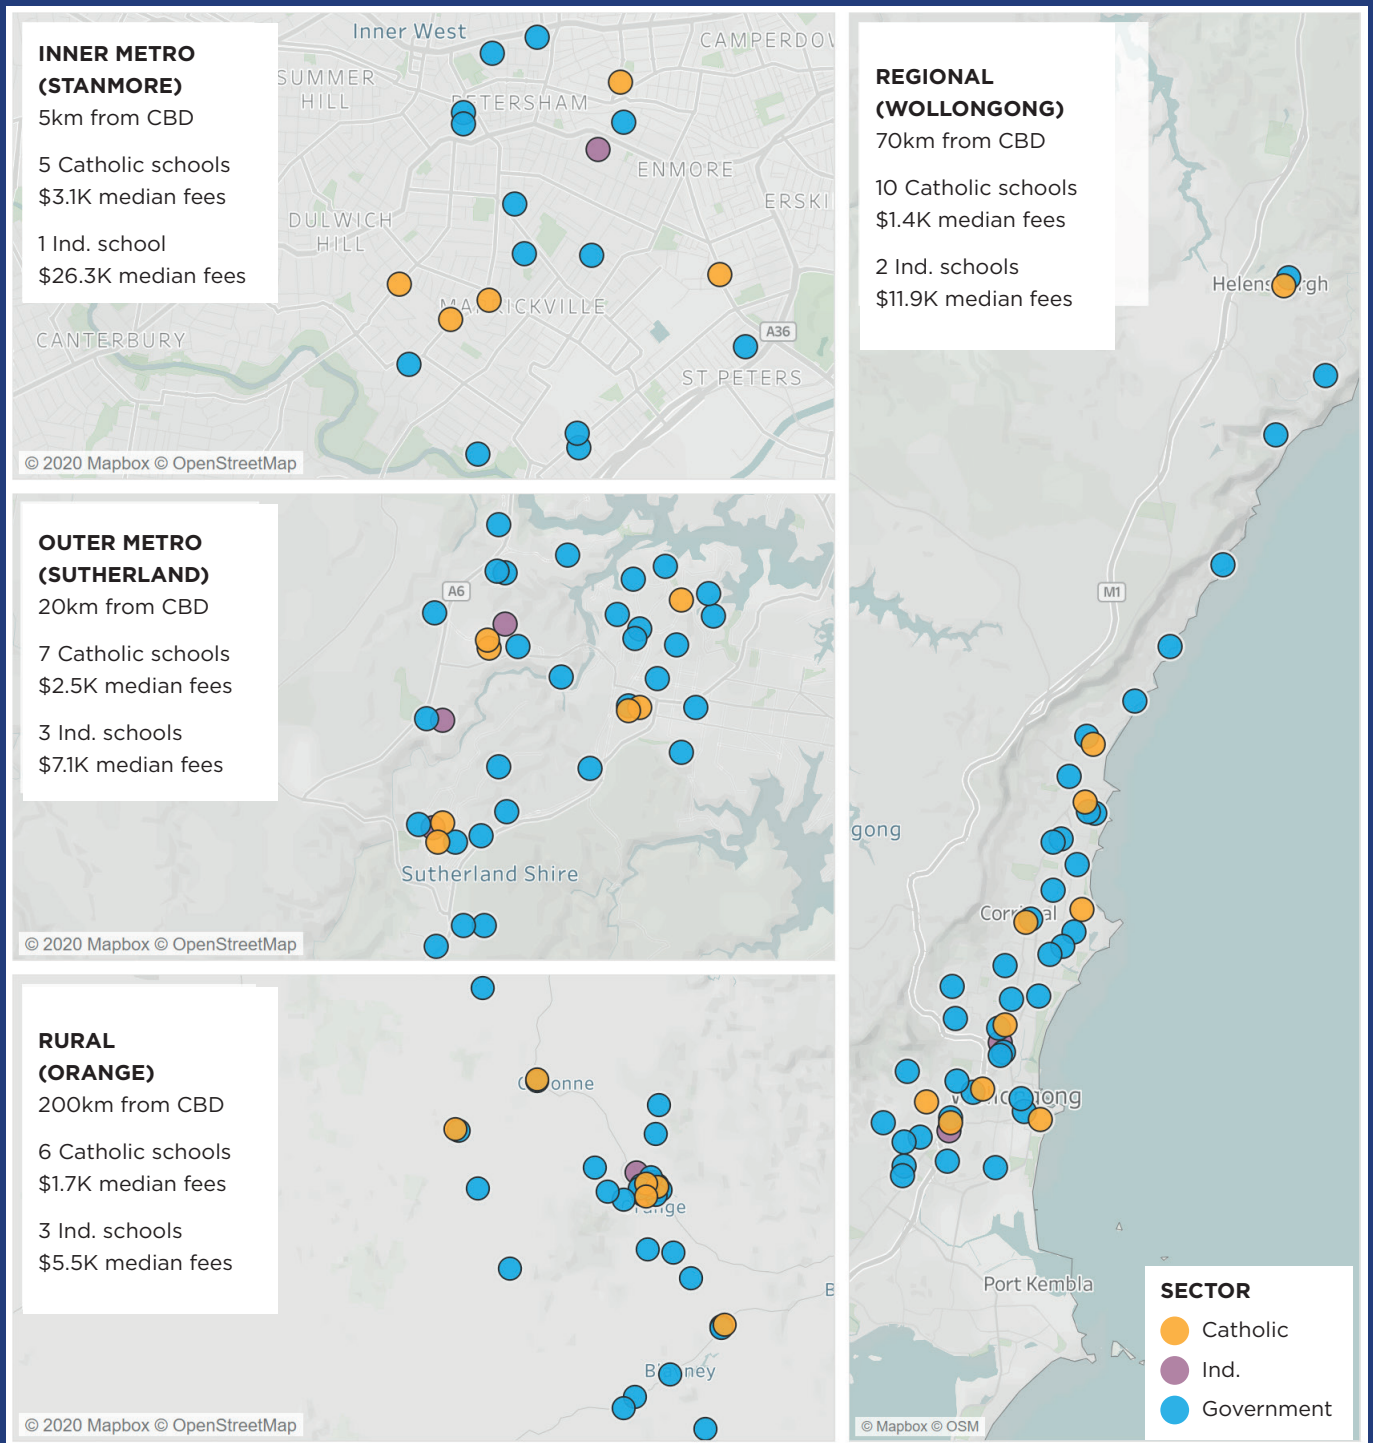 INNER METRO
(STANMORE)
5km from CBD
5 Catholic schools
$3.1K median fees
1 Ind. school
$26.3K median fees
Inner West
SUMMER
HILL
PETERSHAM
ENMORE
DULWICH
HILL
CANTERBURY
A36
ST PETERS
© 2020 Mapbox © OpenStreetMap
OUTER METRO
(SUTHERLAND)
20km from CBD
7 Catholic schools
$2.5K median fees
3 Ind. schools
$7.1K median fees
A6
Sutherland Shire
© 2020 Mapbox © OpenStreetMap
RURAL
(ORANGE)
200km from CBD
6 Catholic schools
$1.7K median fees
3 Ind. schools
$5.5K median fees
© 2020 Mapbox © OpenStreetMap
REGIONAL
(WOLLONGONG)
70km from CBD
10 Catholic schools
$1.4K median fees
2 Ind. schools
$11.9K median fees
M1
gong
Port Kembla
© Mapbox © OSM
SECTOR
Catholic
Ind.
Government